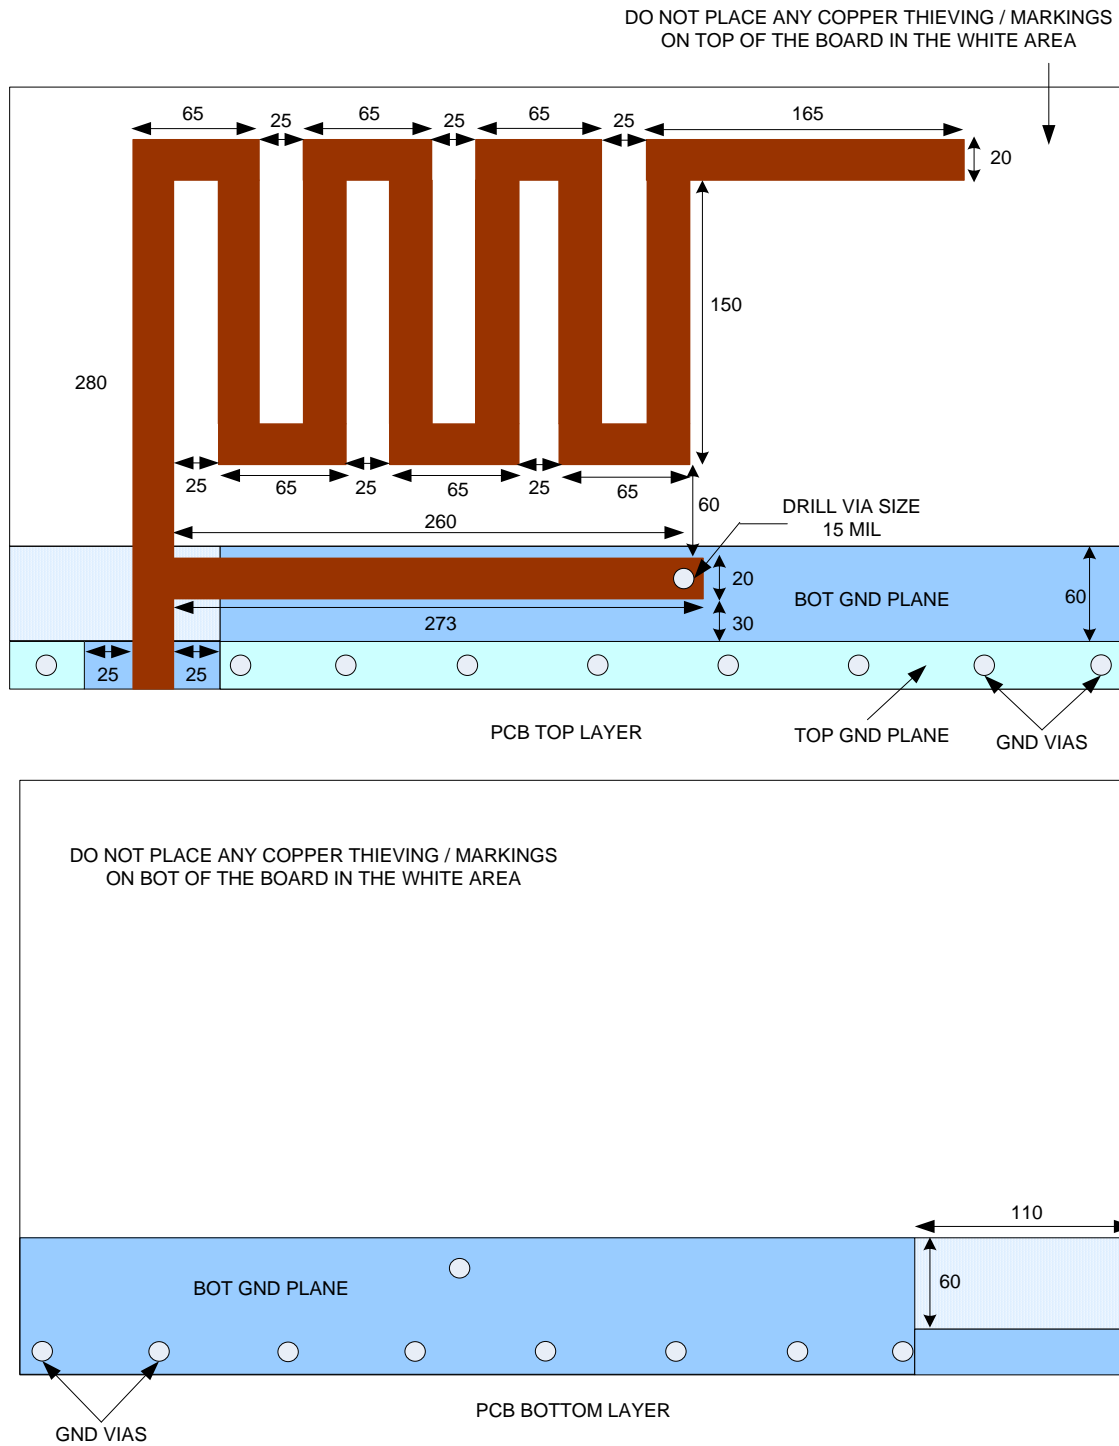 DO NOT PLACE ANY COPPER THIEVING / MARKINGS
ON TOP OF THE BOARD IN THE WHITE AREA
65
25
65
25
65
25
165
20
150
280
25
65
25
65
25
65
60
260
DRILL VIA SIZE
15 MIL
20
BOT GND PLANE
60
273
30
25
25
PCB TOP LAYER
TOP GND PLANE
GND VIAS
DO NOT PLACE ANY COPPER THIEVING / MARKINGS
ON BOT OF THE BOARD IN THE WHITE AREA
110
BOT GND PLANE
60
PCB BOTTOM LAYER
GND VIAS